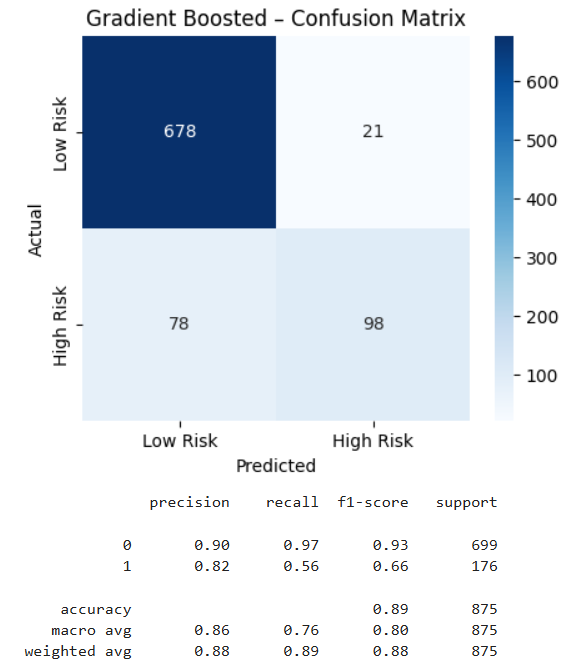 Gradient Boosted – Confusion Matrix
Low Risk
678
21
600
500
400
300
200
100
Actual
High Risk
78
98
Low Risk
High Risk
Predicted
precision recall f1-score support
0 0.90 0.97 0.93 699
1 0.82 0.56 0.66 176
accuracy 0.89 875
macro avg 0.86 0.76 0.80 875
weighted avg 0.88 0.89 0.88 875